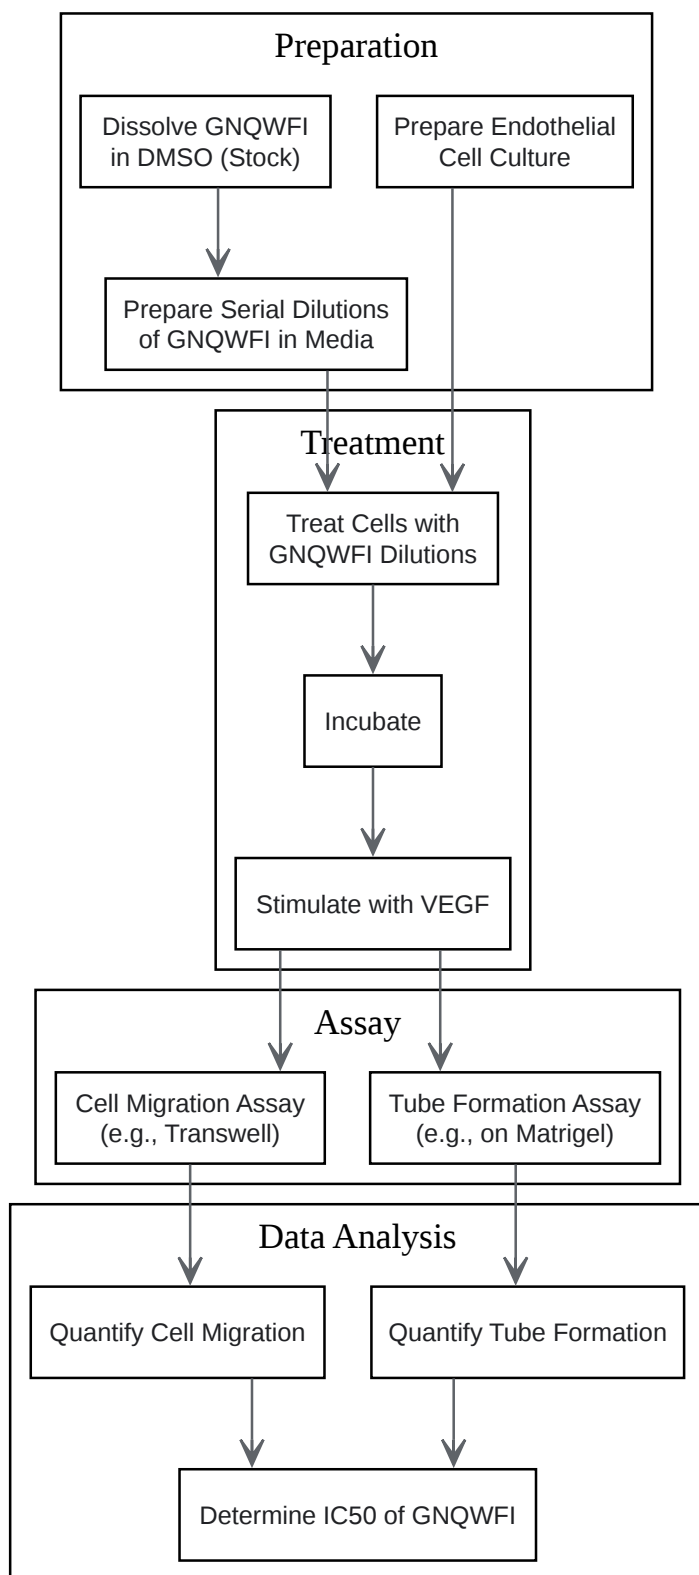 Preparation
Dissolve GNQWFI
in DMSO (Stock)
Prepare Endothelial
Cell Culture
Prepare Serial Dilutions
of GNQWFI in Media
Treatment
Treat Cells with
GNQWFI Dilutions
Incubate
Stimulate with VEGF
Assay
Cell Migration Assay
(e.g., Transwell)
Tube Formation Assay
(e.g., on Matrigel)
Data Analysis
Quantify Cell Migration
Quantify Tube Formation
Determine IC50 of GNQWFI